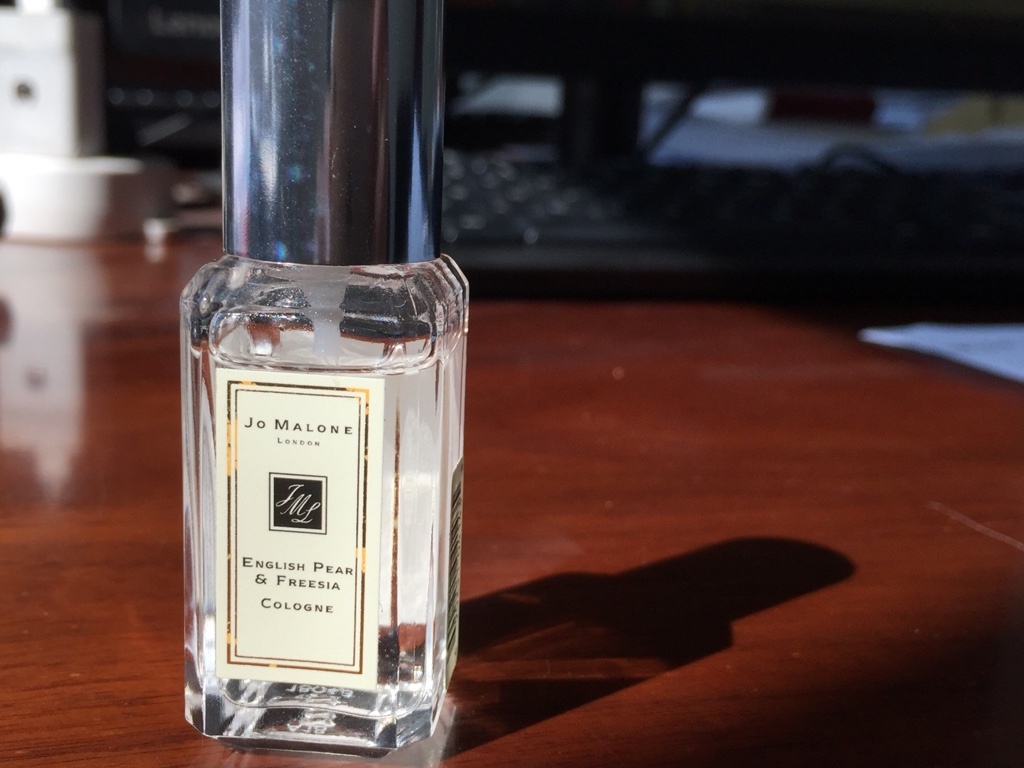 Jo Malone
London
JML
English Pear
& Freesia
Cologne